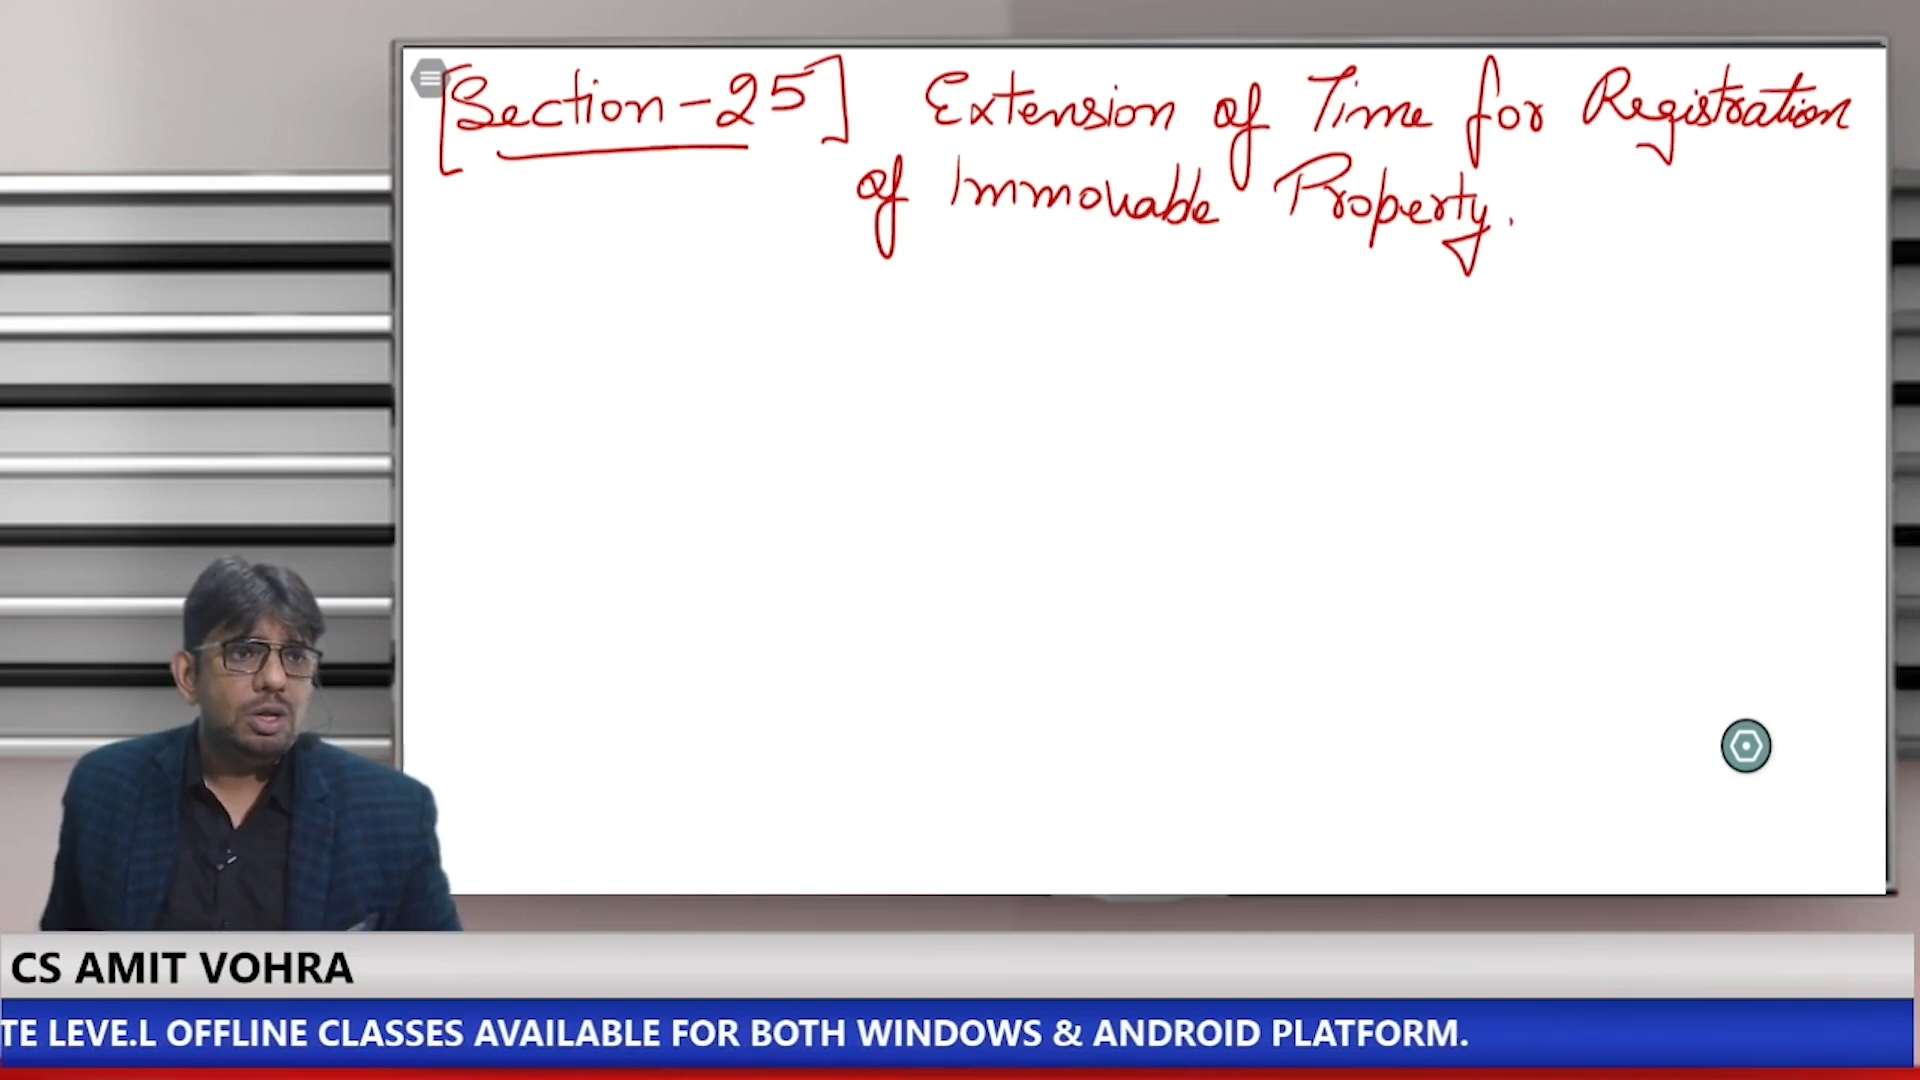 [Section-25] Extension of Time for Registration
of Immovable Property.
CS AMIT VOHRA
TE LEVE.L OFFLINE CLASSES AVAILABLE FOR BOTH WINDOWS & ANDROID PLATFORM.